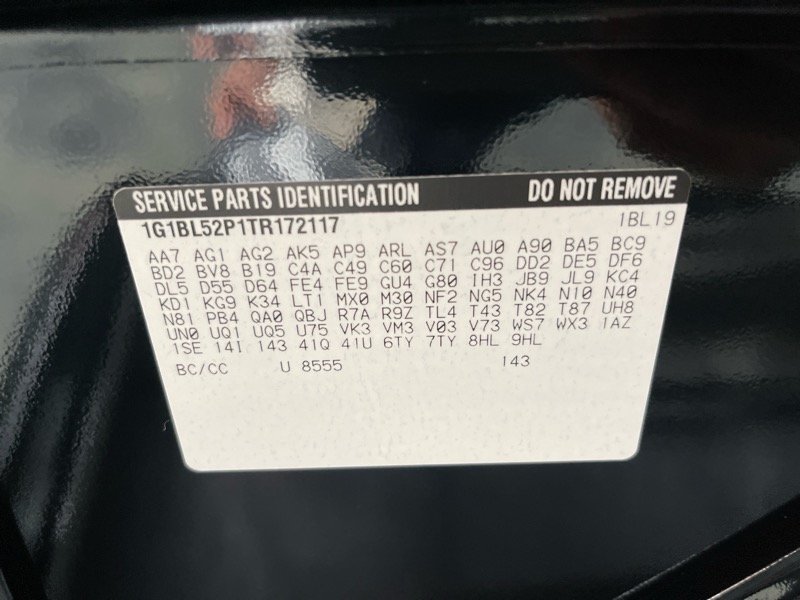 SERVICE PARTS IDENTIFICATION DO NOT REMOVE
1G1BL52P1TR172117 1BL19
AA7 AG1 AG2 AK5 AP9 ARL AS7 AU0 A90 BA5 BC9
BD2 BV8 B19 C4A C49 C60 C71 C96 DD2 DE5 DF6
DL5 D55 D64 FE4 FE9 GU4 G80 IH3 JB9 JL9 KC4
KD1 KG9 K34 LT1 MX0 M30 NF2 NG5 NK4 N10 N40
N81 PB4 QA0 QBJ R7A R9Z TL4 T43 T82 T87 UH8
UN0 UQ1 UQ5 U75 VK3 VM3 V03 V73 WS7 WX3 1AZ
1SE 14I 143 41Q 41U 6TY 7TY 8HL 9HL
BC/CC U 8555 143